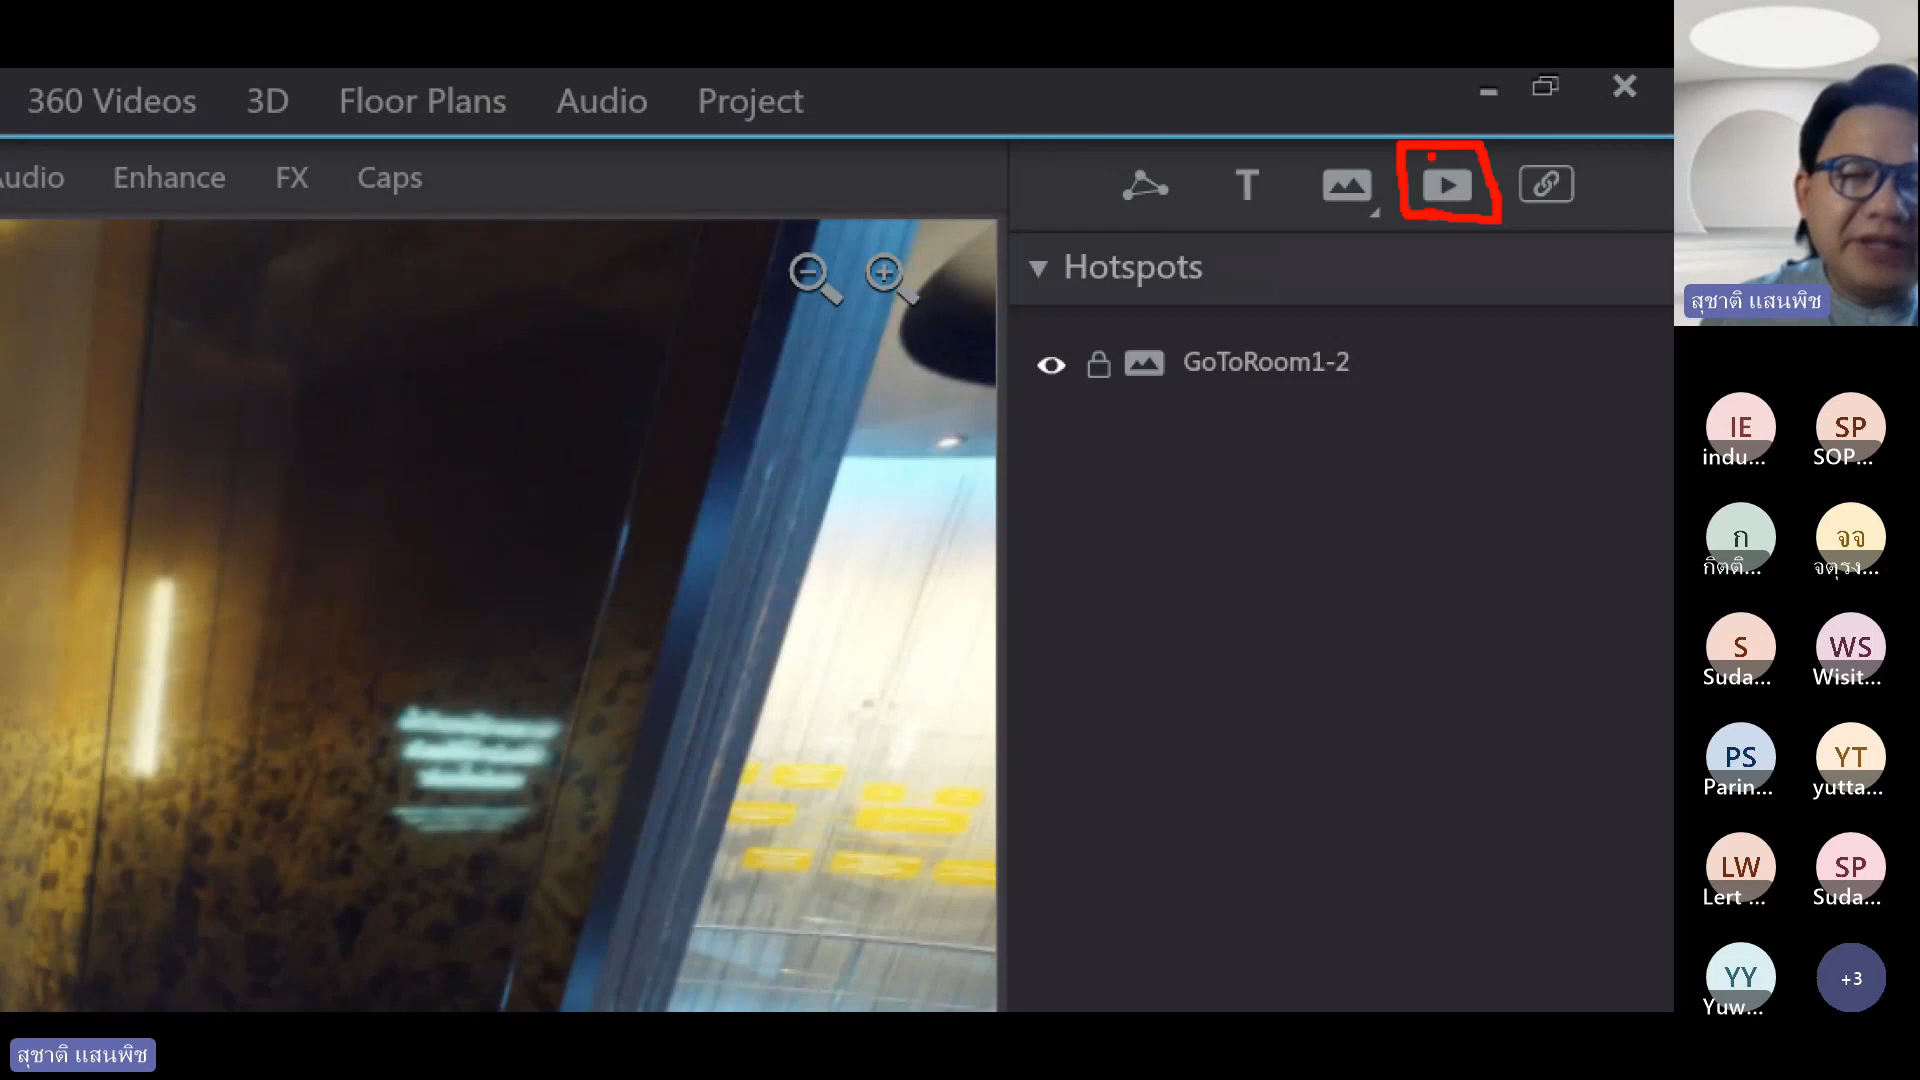 360 Videos 3D Floor Plans Audio Project
udio Enhance FX Caps
T
Hotspots
GoToRoom1-2
สุชาติ แสนพิช
IE SP
indu... SOP...
ก จจ
กิตติ... จตุรง...
S WS
Suda... Wisit...
PS YT
Parin... yutta...
LW SP
Lert ... Suda...
YY +3
Yuw...
สุชาติ แสนพิช